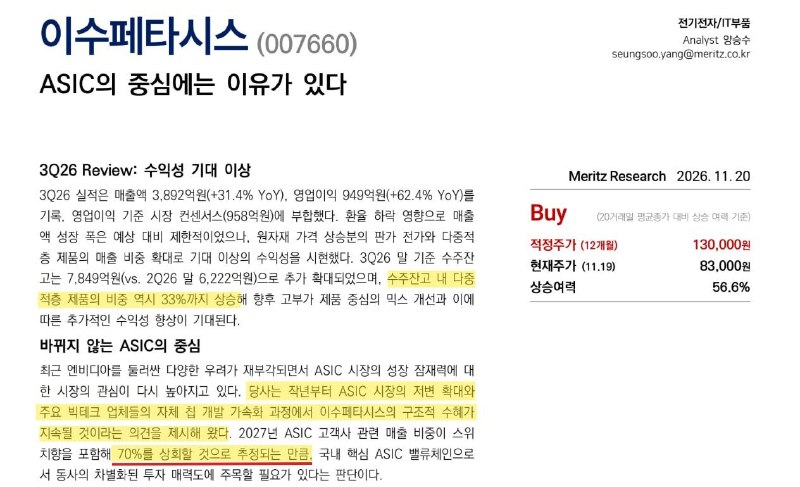 이수페타시스 (007660)
전기전자/IT부품
Analyst 양승수
seungsoo.yang@meritz.co.kr
ASIC의 중심에는 이유가 있다
3Q26 Review: 수익성 기대 이상
3Q26 실적은 매출액 3,892억원(+31.4% YoY), 영업이익 949억원(+62.4% YoY)를
기록, 영업이익 기준 시장 컨센서스(958억원)에 부합했다. 환율 하락 영향으로 매출
액 성장 폭은 예상 대비 제한적이었으나, 원자재 가격 상승분의 판가 전가와 다중적
층 제품의 매출 비중 확대로 기대 이상의 수익성을 시현했다. 3Q26 말 기준 수주잔
고는 7,849억원(vs. 2Q26 말 6,222억원)으로 추가 확대되었으며, 수주잔고 내 다중
적층 제품의 비중 역시 33%까지 상승해 향후 고부가 제품 중심의 믹스 개선과 이에
따른 추가적인 수익성 향상이 기대된다.
바뀌지 않는 ASIC의 중심
최근 엔비디아를 둘러싼 다양한 우려가 재부각되면서 ASIC 시장의 성장 잠재력에 대
한 시장의 관심이 다시 높아지고 있다. 당사는 작년부터 ASIC 시장의 저변 확대와
주요 빅테크 업체들의 자체 칩 개발 가속화 과정에서 이수페타시스의 구조적 수혜가
지속될 것이라는 의견을 제시해 왔다. 2027년 ASIC 고객사 관련 매출 비중이 스위
치향을 포함해 70%를 상회할 것으로 추정되는 만큼, 국내 핵심 ASIC 밸류체인으로
서 동사의 차별화된 투자 매력도에 주목할 필요가 있다는 판단이다.
Meritz Research 2026. 11. 20
Buy (20거래일 평균종가 대비 상승 여력 기준)
적정주가 (12개월) 130,000원
현재주가 (11.19) 83,000원
상승여력 56.6%